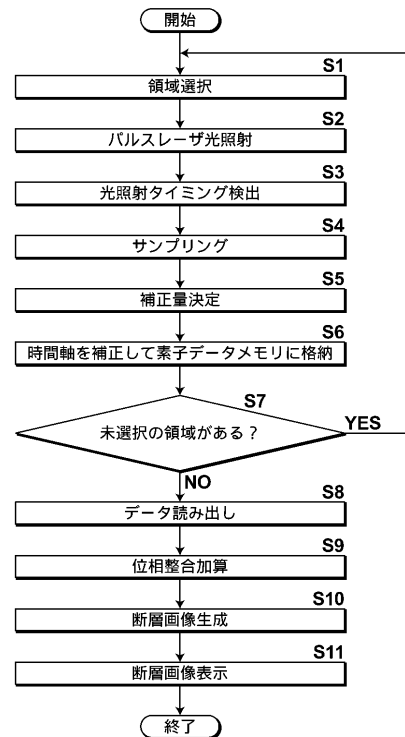 開始
S1
領域選択
S2
パルスレーザ光照射
S3
光照射タイミング検出
S4
サンプリング
S5
補正量決定
S6
時間軸を補正して素子データメモリに格納
S7
未選択の領域がある？
YES
NO
S8
データ読み出し
S9
位相整合加算
S10
断層画像生成
S11
断層画像表示
終了